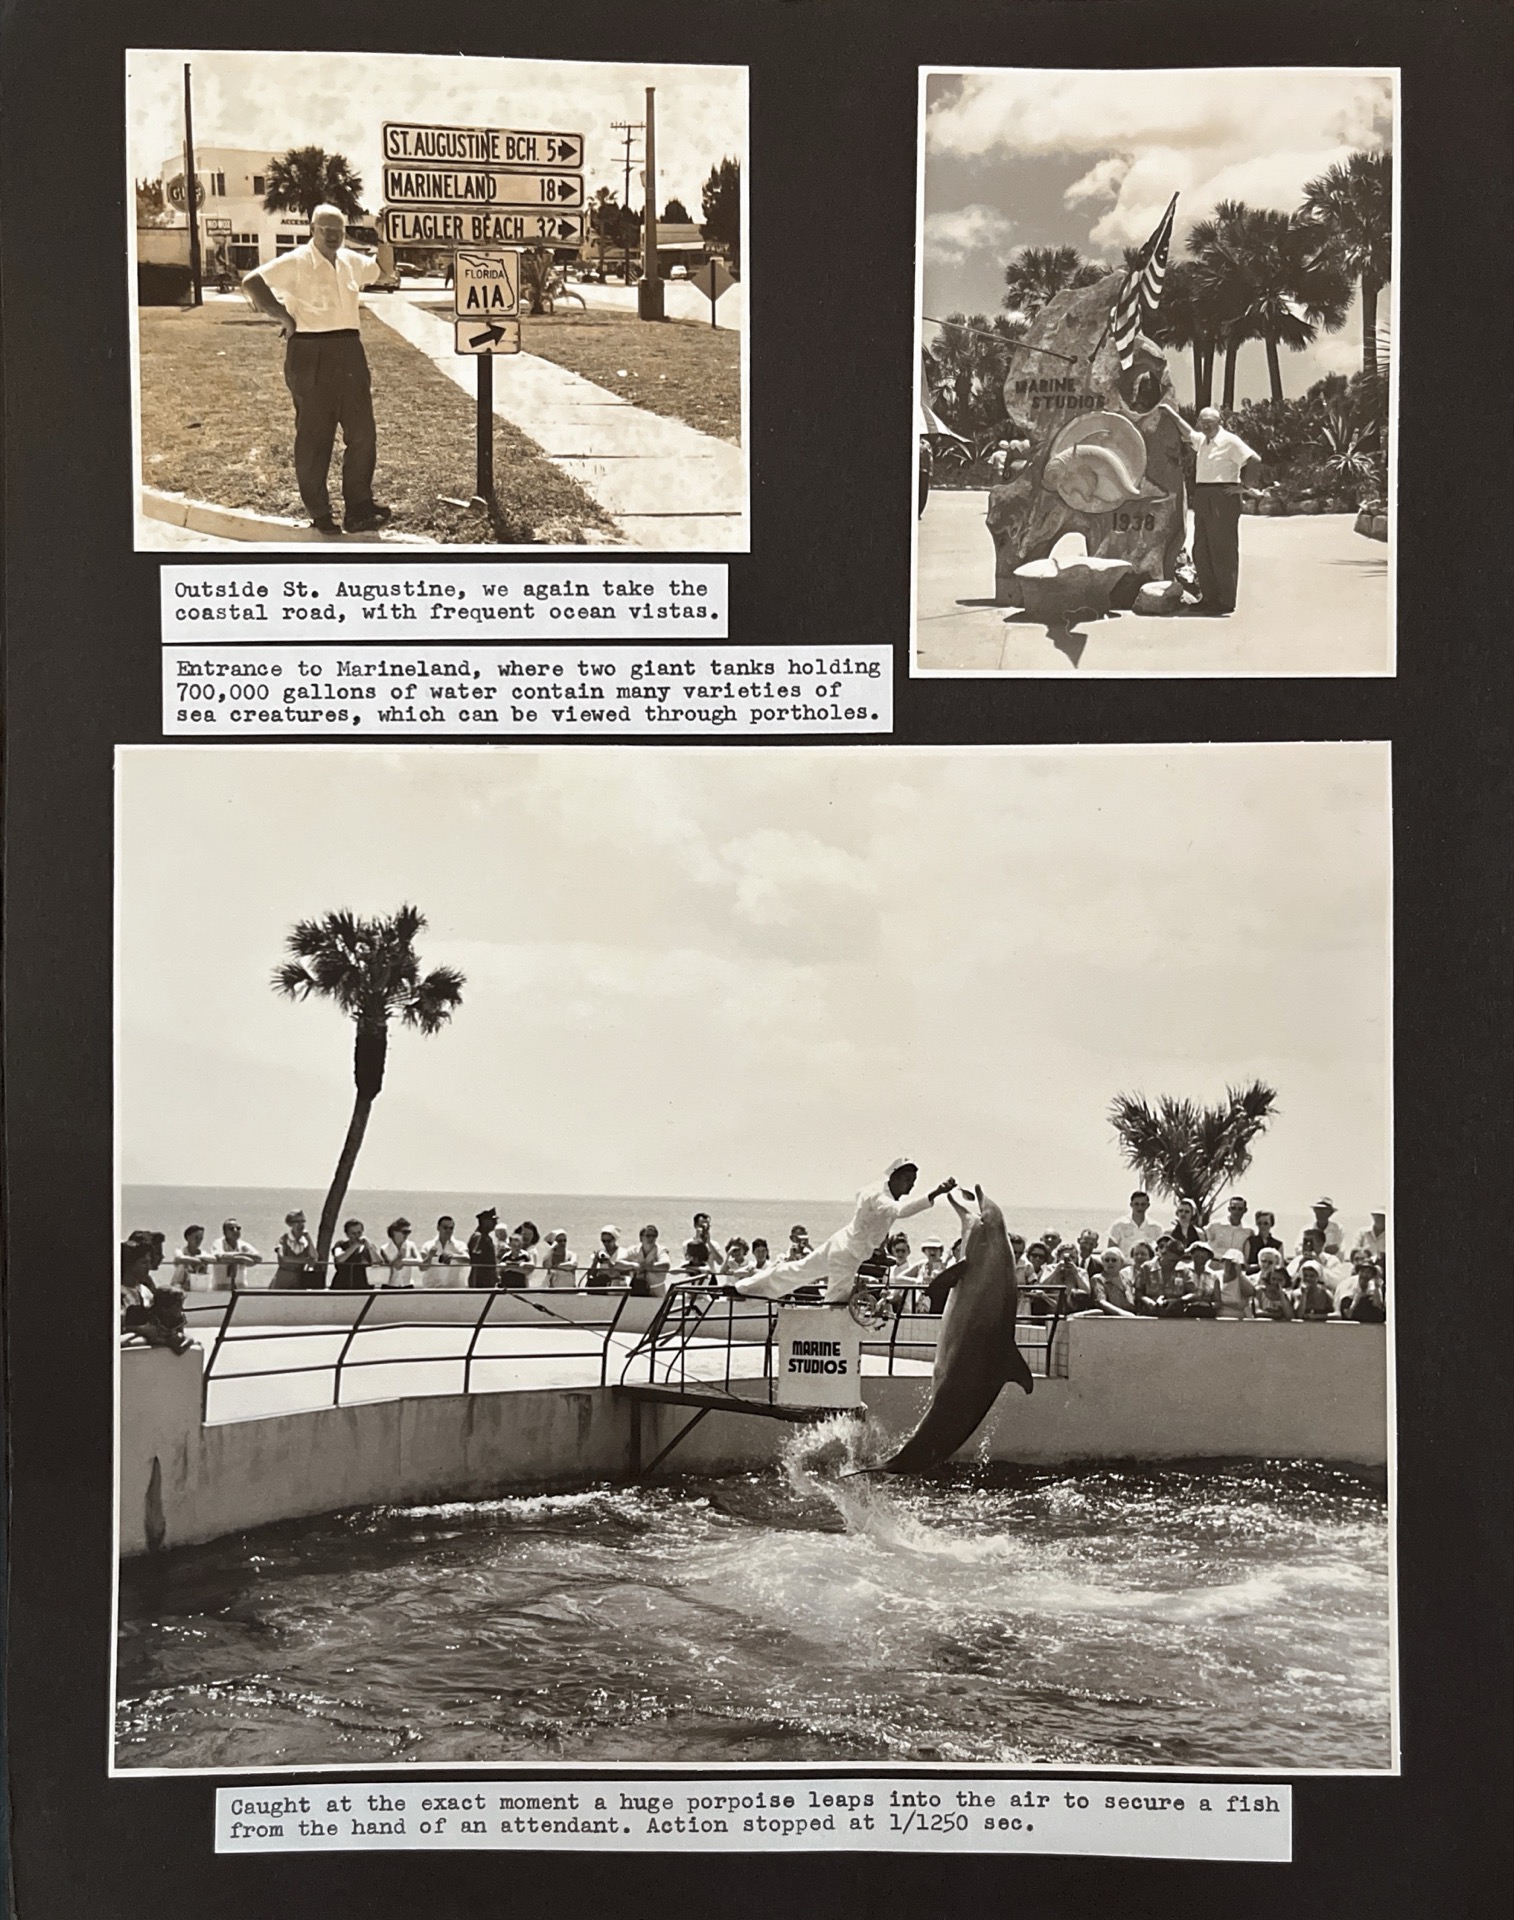 ST. AUGUSTINE BCH. 5
MARINELAND 18
FLAGLER BEACH 32
FLORIDA
A1A
GULF
ACCESS
MARINE
STUDIOS
1938
Outside St. Augustine, we again take the
coastal road, with frequent ocean vistas.
Entrance to Marineland, where two giant tanks holding
700,000 gallons of water contain many varieties of
sea creatures, which can be viewed through portholes.
MARINE
STUDIOS
Caught at the exact moment a huge porpoise leaps into the air to secure a fish
from the hand of an attendant. Action stopped at 1/1250 sec.